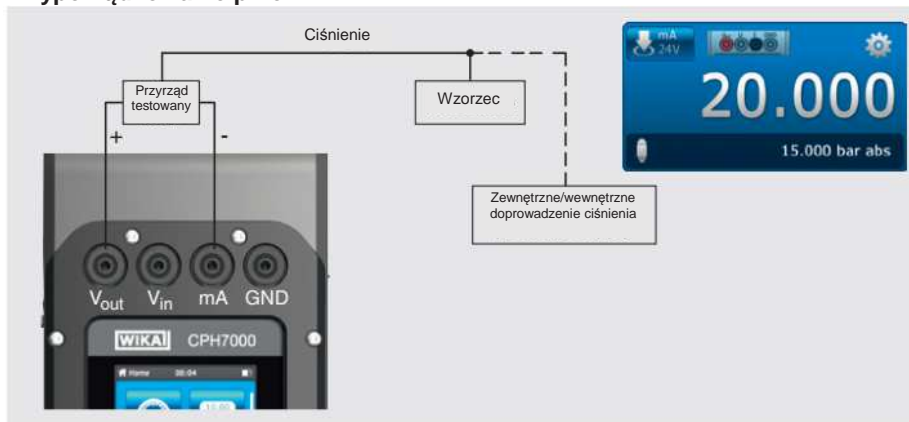 Ciśnienie
Przyrząd
testowany
+
-
Wzorzec
Zewnętrzne/wewnętrzne
doprowadzenie ciśnienia
mA
24V
20.000
15.000 bar abs
Vout Vin mA GND
WIKA CPH7000
Home